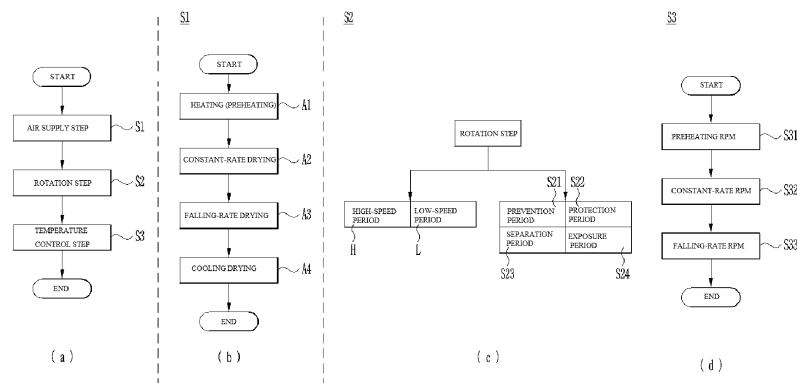 S1
S2
S3
START
AIR SUPPLY STEP
S1
ROTATION STEP
S2
TEMPERATURE
CONTROL STEP
S3
END
(a)
START
HEATING (PREHEATING)
A1
CONSTANT-RATE DRYING
A2
FALLING-RATE DRYING
A3
COOLING DRYING
A4
END
(b)
ROTATION STEP
HIGH-SPEED
PERIOD
LOW-SPEED
PERIOD
H
L
S21
S22
PREVENTION
PERIOD
PROTECTION
PERIOD
SEPARATION
PERIOD
EXPOSURE PERIOD
S23
S24
(c)
START
PREHEATING RPM
S31
CONSTANT-RATE RPM
S32
FALLING-RATE RPM
S33
END
(d)